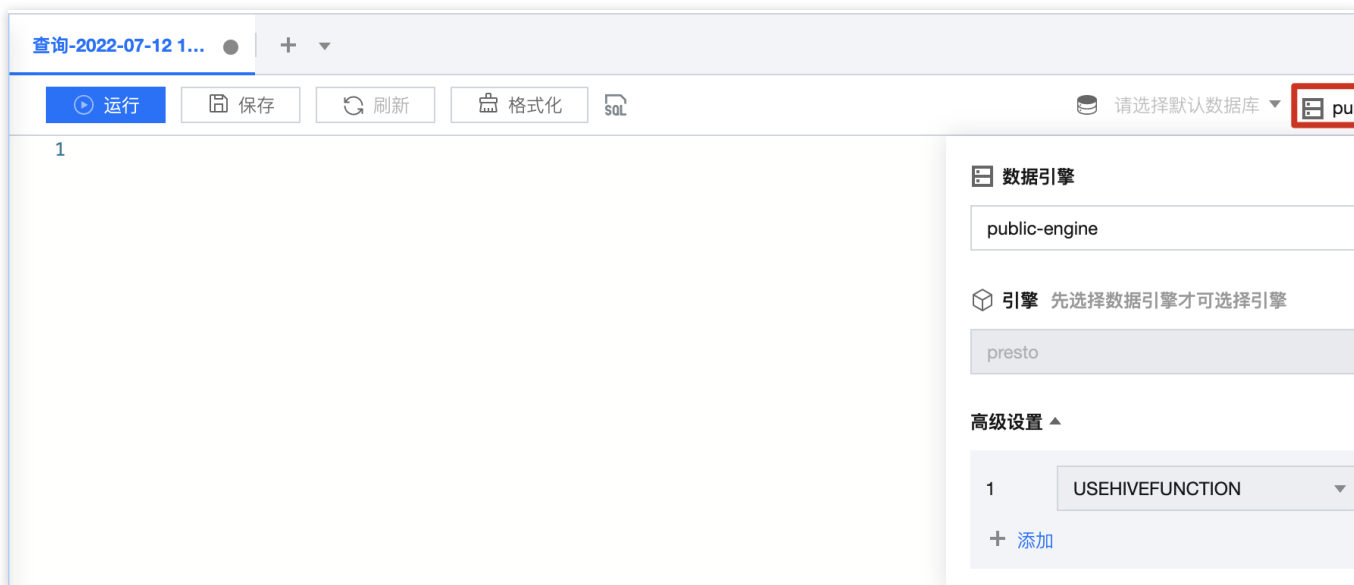 查询-2022-07-12 1...
运行 保存 刷新 格式化 SQL 请选择默认数据库 pu
1
数据引擎
public-engine
引擎 先选择数据引擎才可选择引擎
presto
高级设置
1 USEHIVEFUNCTION
添加